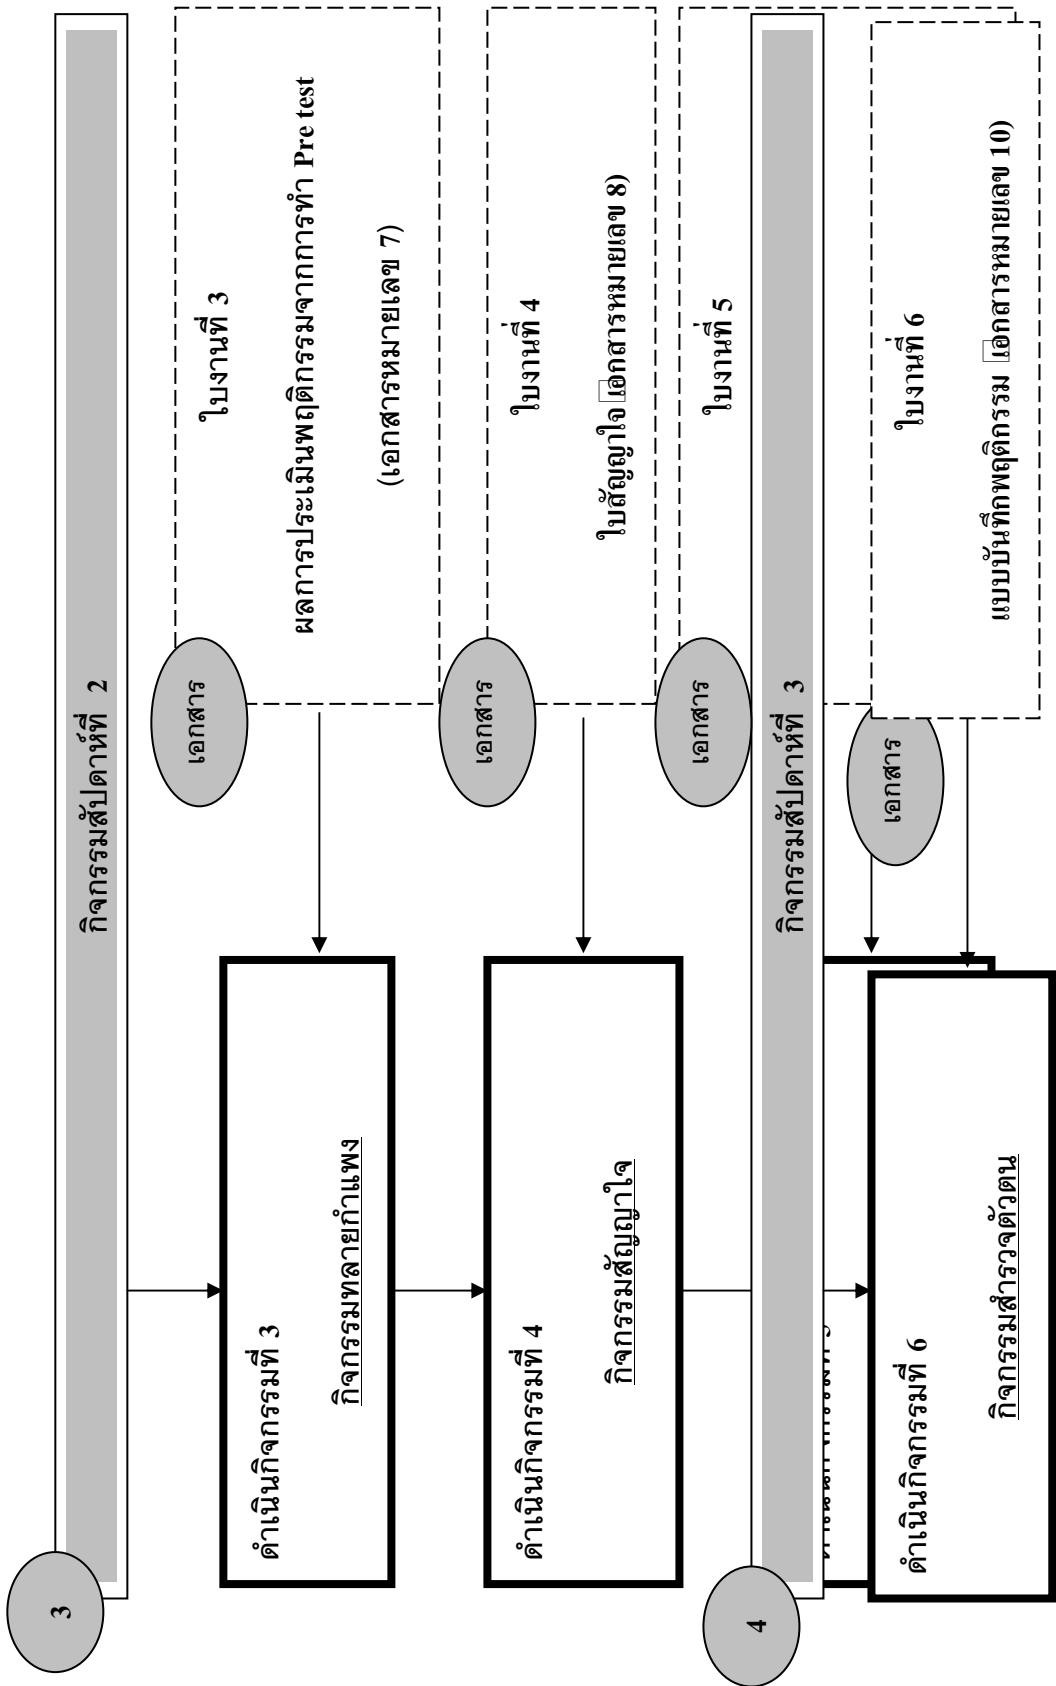 3
กิจกรรมสัปดาห์ที่ 2
ดำเนินกิจกรรมที่ 3
กิจกรรมทลายกำแพง
เอกสาร
ใบงานที่ 3
ผลการประเมินพฤติกรรมจากการทำ Pre test
(เอกสารหมายเลข 7)
ดำเนินกิจกรรมที่ 4
กิจกรรมสัญญาใจ
เอกสาร
ใบงานที่ 4
ใบสัญญาใจ เอกสารหมายเลข 8)
เอกสาร
ใบงานที่ 5
4
กิจกรรมสัปดาห์ที่ 3
ดำเนินกิจกรรมที่ 6
กิจกรรมสำรวจตัวตน
เอกสาร
ใบงานที่ 6
แบบบันทึกพฤติกรรม เอกสารหมายเลข 10)